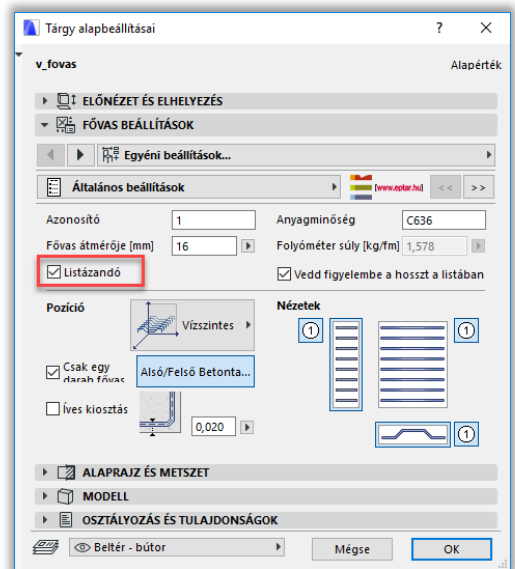 Tárgy alapbeállításai
? ×
v_fovas
Alapérték
ELŐNÉZET ÉS ELHELYEZÉS
FŐVAS BEÁLLÍTÁSOK
Egyéni beállítások...
Általános beállítások
[www.eptar.hu]
<< >>
Azonosító 1
Anyagminőség C636
Fővas átmérője [mm] 16
Folyóméter súly [kg/fm] 1,578
Listázandó
Vedd figyelembe a hosszt a listában
Pozíció
Vízszintes
Nézetek
1
1
Csak egy
darab fővas
Alsó/Felső Betonta...
Íves kiosztás
0,020
1
ALAPRAJZ ÉS METSZET
MODELL
OSZTÁLYOZÁS ÉS TULAJDONSÁGOK
Beltér - bútor
Mégse
OK